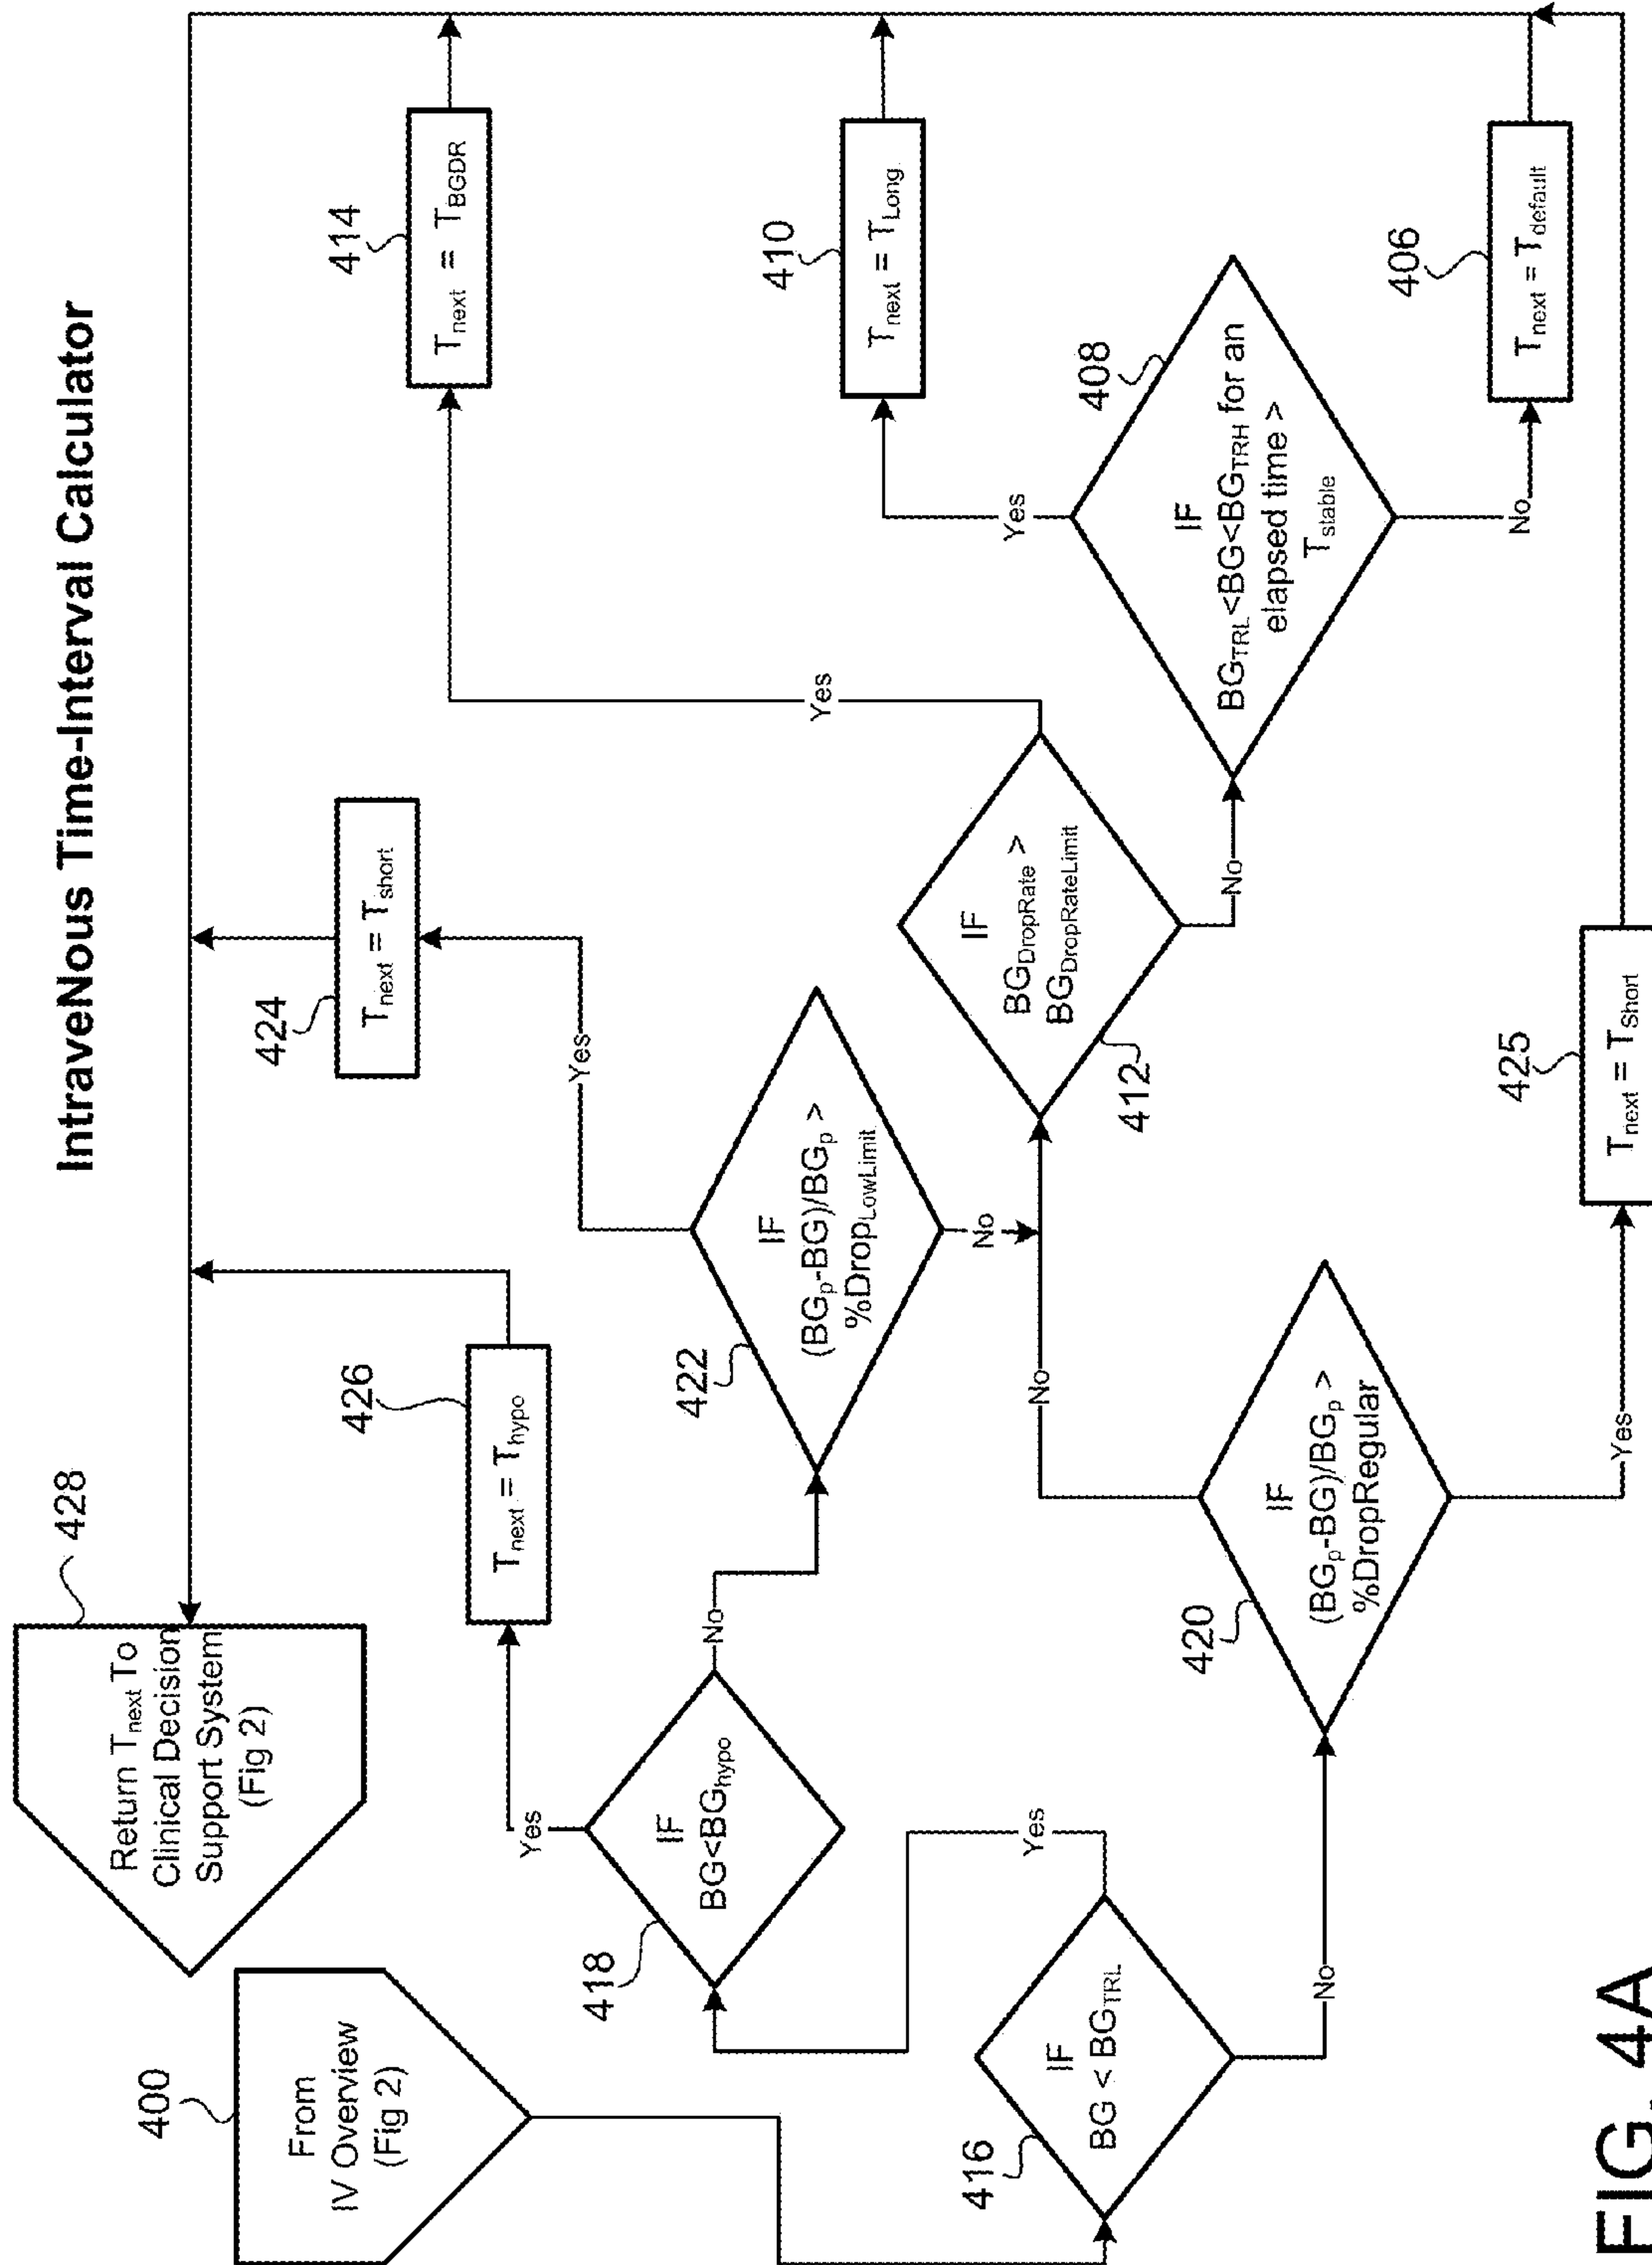 IntraveNous Time-Interval Calculator
400
From
IV Overview
(Fig 2)
428
Return Tnext To
Clinical Decision
Support System
(Fig 2)
416
IF
BG < BGTRL
Yes
No
418
IF
BG<BGhypo
Yes
No
426
Tnext = Thypo
422
IF
(BGp-BG)/BGp >
%DropLowLimit
Yes
No
424
Tnext = Tshort
420
IF
(BGp-BG)/BGp >
%DropRegular
No
Yes
425
Tnext = TShort
412
IF
BGDropRate >
BGDropRateLimit
Yes
No
414
Tnext = TBGDR
408
IF
BGTRL<BG<BGTRH for an
elapsed time >
Tstable
Yes
No
410
Tnext = TLong
406
Tnext = Tdefault
FIG. 4A